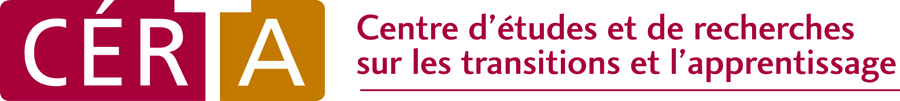 CÉRTA
Centre d'études et de recherches
sur les transitions et l'apprentissage